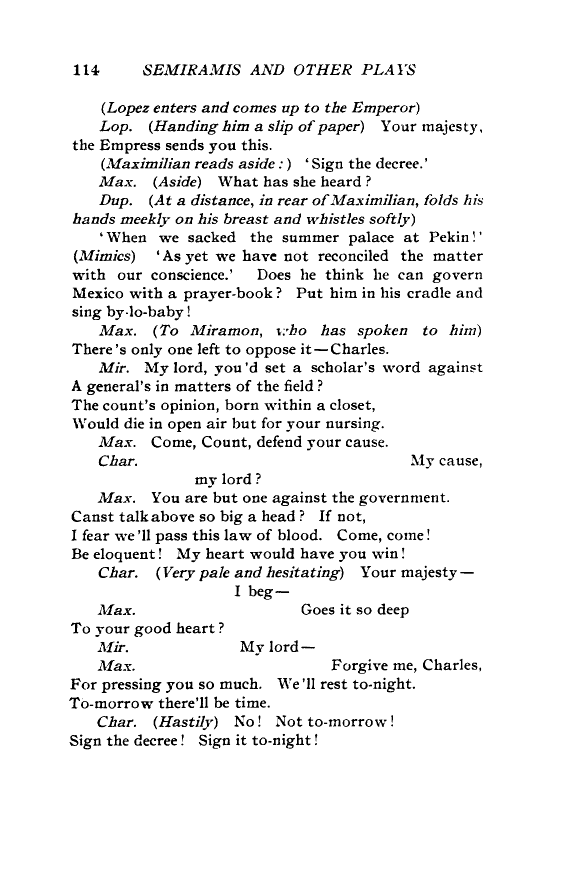 114 SEMIRAMIS AND OTHER PLAYS
(Lopez enters and comes up to the Emperor)
Lop. (Handing him a slip of paper) Your majesty,
the Empress sends you this.
(Maximilian reads aside:) 'Sign the decree.'
Max. (Aside) What has she heard?
Dup. (At a distance, in rear of Maximilian, folds his
hands meekly on his breast and whistles softly)
'When we sacked the summer palace at Pekin!'
(Mimics) 'As yet we have not reconciled the matter
with our conscience.' Does he think he can govern
Mexico with a prayer-book? Put him in his cradle and
sing by-lo-baby!
Max. (To Miramon, who has spoken to him)
There's only one left to oppose it—Charles.
Mir. My lord, you'd set a scholar's word against
A general's in matters of the field?
The count's opinion, born within a closet,
Would die in open air but for your nursing.
Max. Come, Count, defend your cause.
Char. My cause,
my lord?
Max. You are but one against the government.
Canst talk above so big a head? If not,
I fear we'll pass this law of blood. Come, come!
Be eloquent! My heart would have you win!
Char. (Very pale and hesitating) Your majesty—
I beg—
Max. Goes it so deep
To your good heart?
Mir. My lord—
Max. Forgive me, Charles,
For pressing you so much. We'll rest to-night.
To-morrow there'll be time.
Char. (Hastily) No! Not to-morrow!
Sign the decree! Sign it to-night!